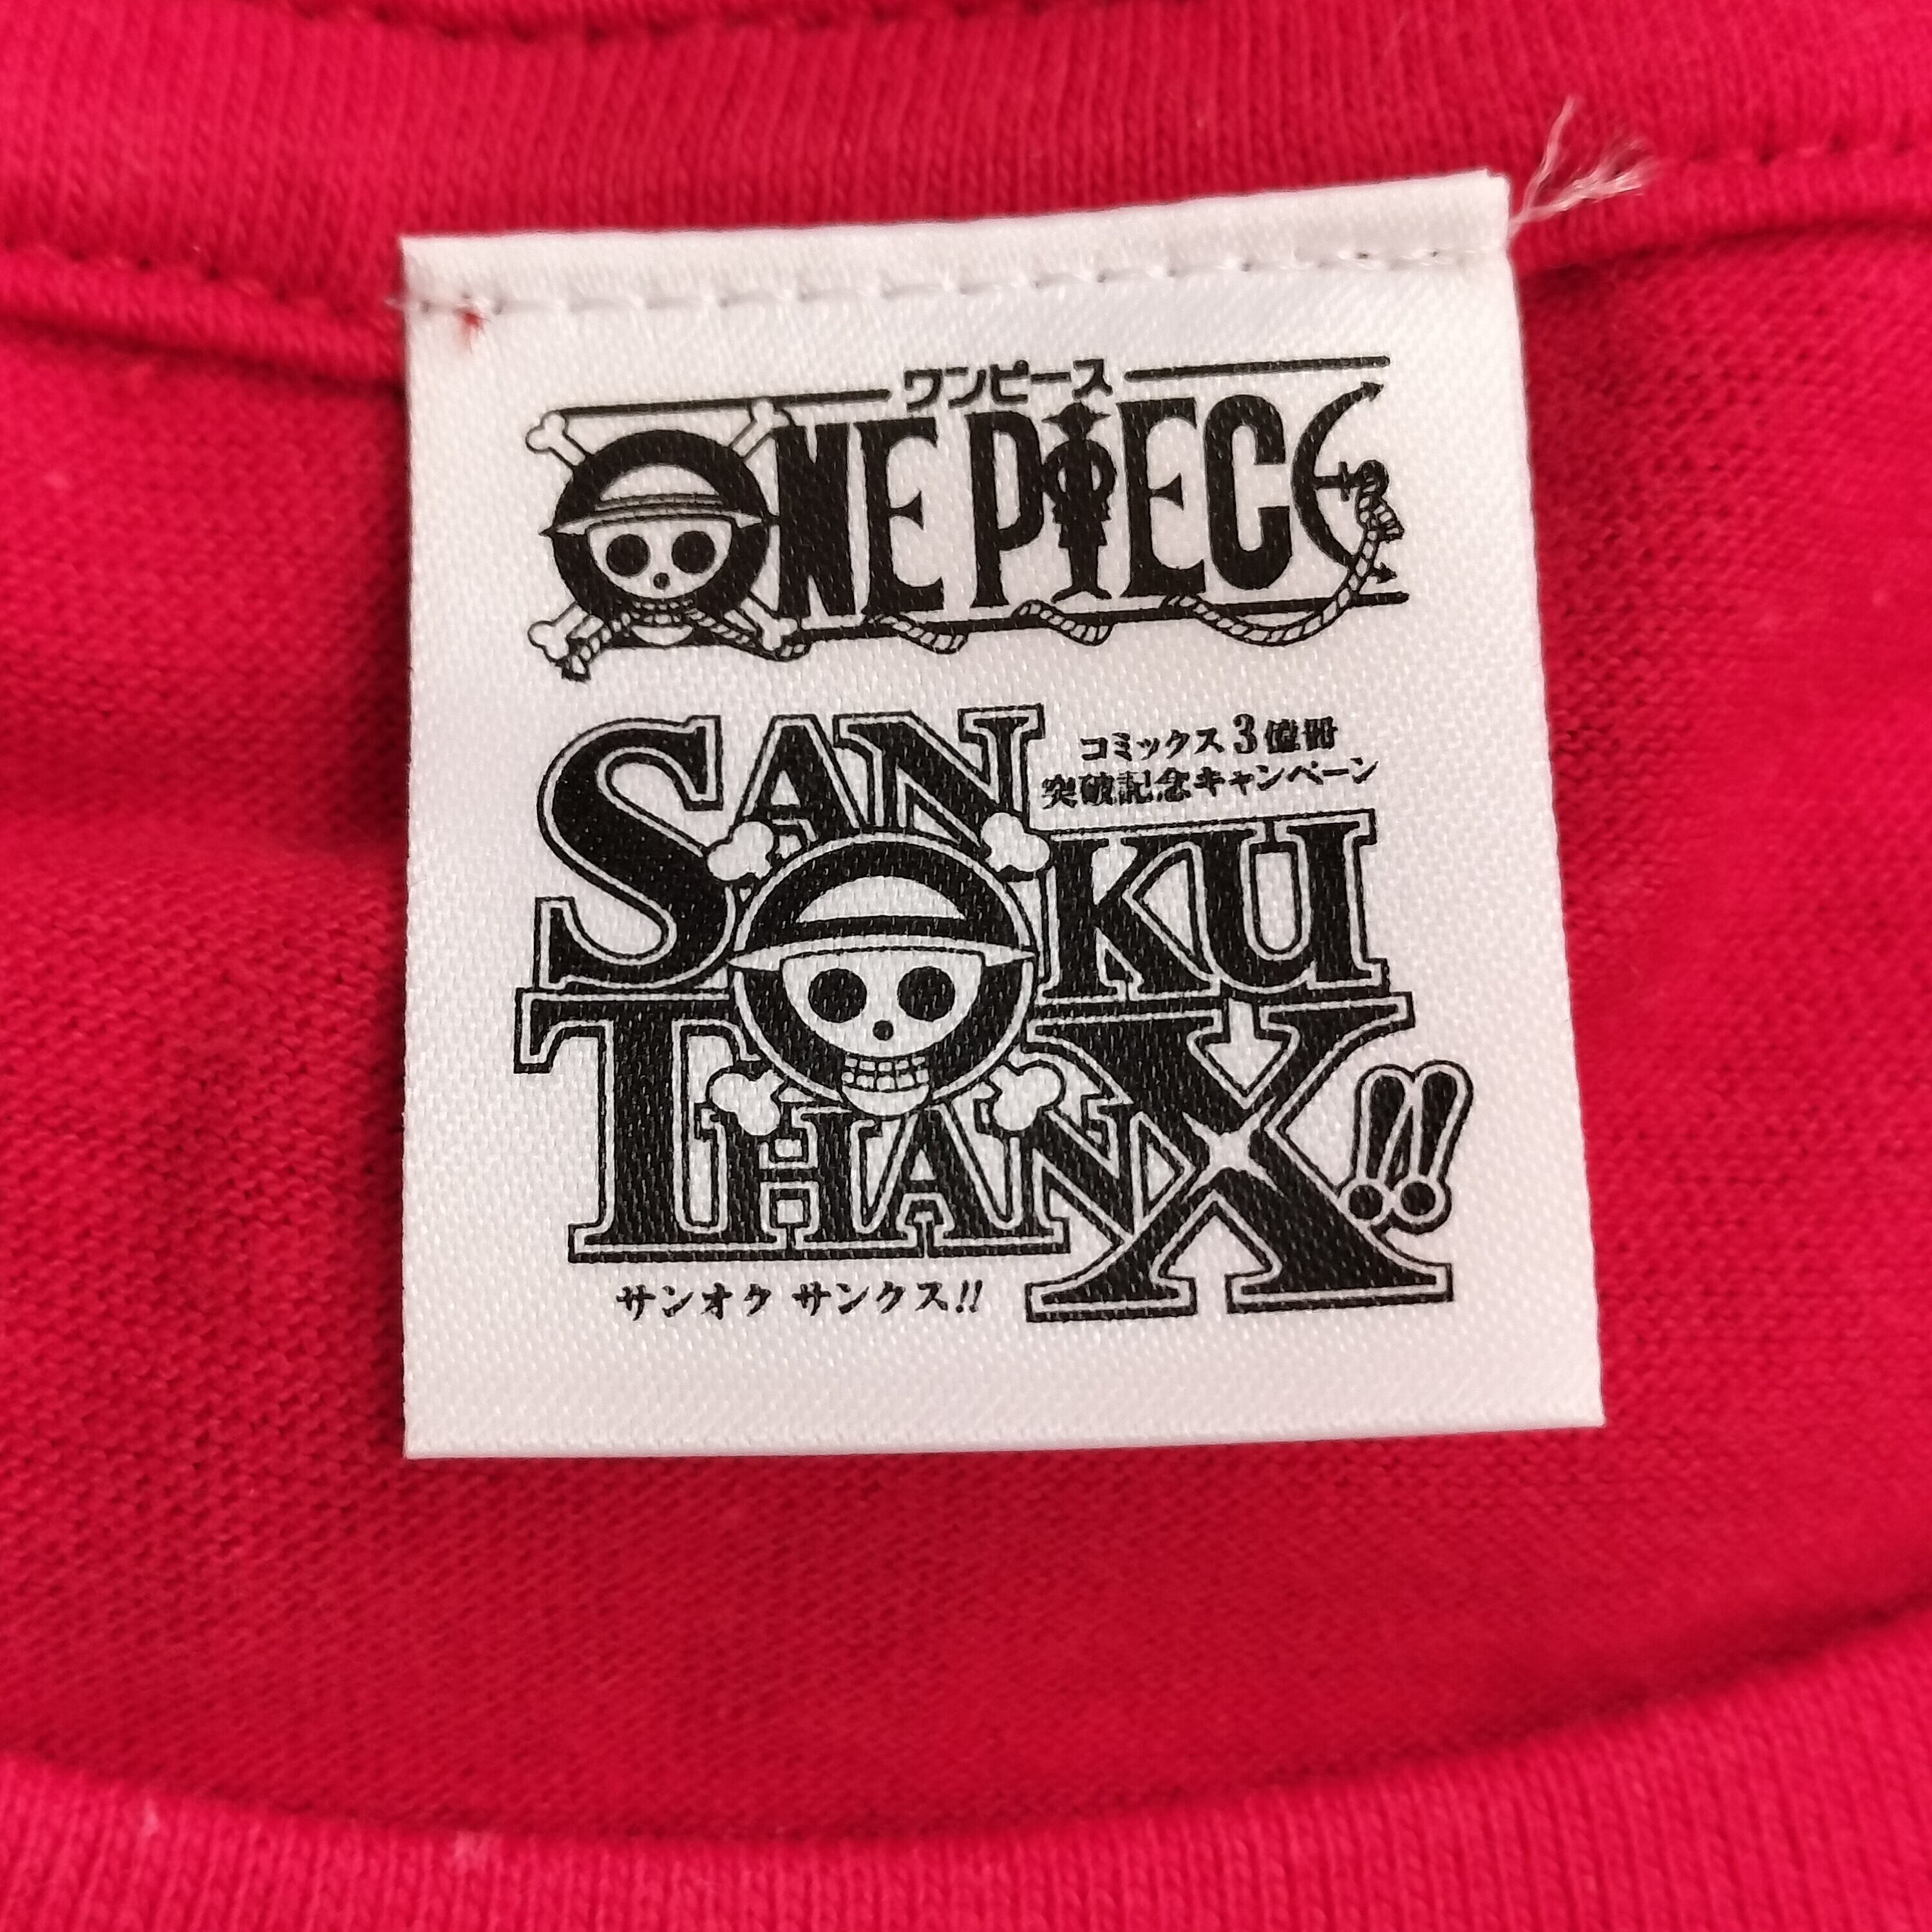 ワンピース
ONE PIECE
SANOKU
コミックス3億冊
突破記念キャンペーン
THANX!!
サンオク サンクス!!